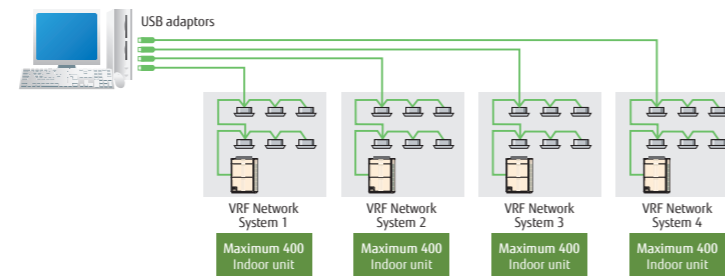 USB adaptors
VRF Network
System 1
VRF Network
System 2
VRF Network
System 3
VRF Network
System 4
Maximum 400
Indoor unit
Maximum 400
Indoor unit
Maximum 400
Indoor unit
Maximum 400
Indoor unit